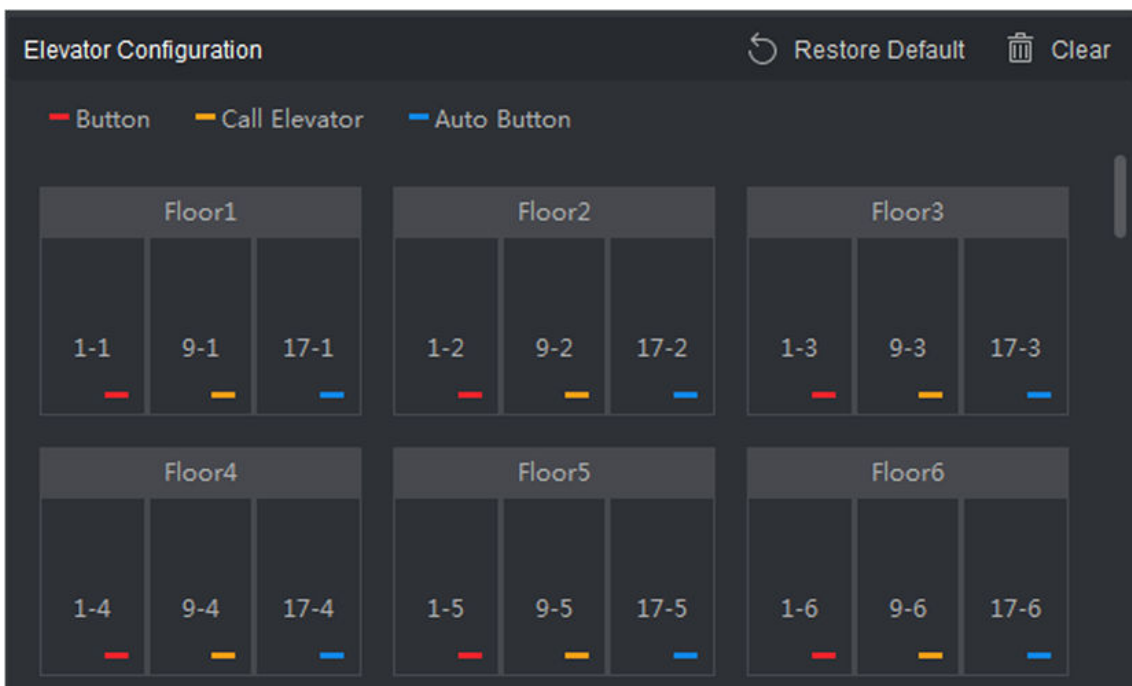 Elevator Configuration Restore Default Clear
Button Call Elevator Auto Button
Floor1 Floor2 Floor3
1-1 9-1 17-1 1-2 9-2 17-2 1-3 9-3 17-3
Floor4 Floor5 Floor6
1-4 9-4 17-4 1-5 9-5 17-5 1-6 9-6 17-6